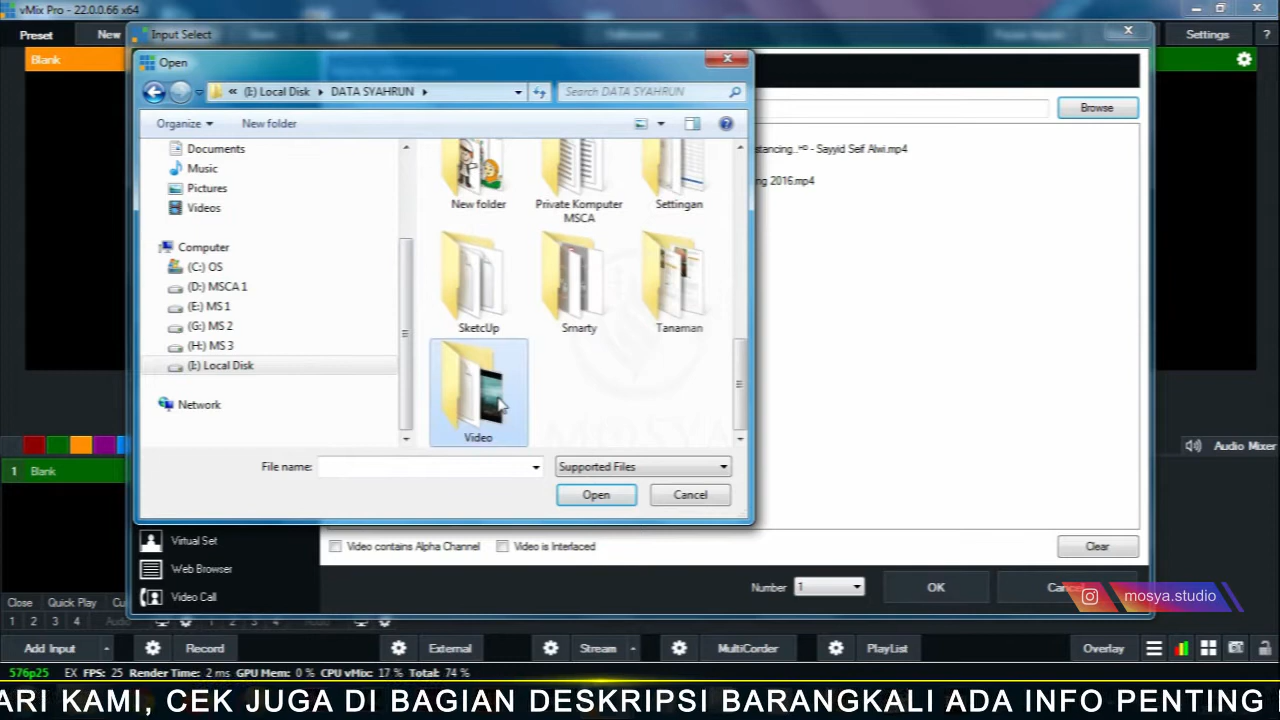 vMix Pro - 22.0.0.66 x64
Preset
New
Input Select
Settings
?
Blank
Open
(I:) Local Disk
DATA SYAHRUN
Search DATA SYAHRUN
Browse
Organize
New folder
Documents
Music
Pictures
Videos
Computer
(C:) OS
(D:) MSCA 1
(E:) MS 1
(G:) MS 2
(H:) MS 3
(I:) Local Disk
Network
New folder
Private Komputer
MSCA
Settingan
SketcUp
Smarty
Tanaman
Video
- Sayyid Seif Alwi.mp4
2016.mp4
File name:
Supported Files
Open
Cancel
1 Blank
Audio Mixer
Virtual Set
Web Browser
Video Call
Video contains Alpha Channel
Video is Interlaced
Clear
Number
1
OK
mosya.studio
Close
Quick Play
1 2 3 4
Add Input
Record
External
Stream
MultiCorder
PlayList
Overlay
576p25 EX FPS: 25 Render Time: 2 ms GPU Mem: 0 % CPU vMix: 17 % Total: 74 %
ARI KAMI, CEK JUGA DI BAGIAN DESKRIPSI BARANGKALI ADA INFO PENTING